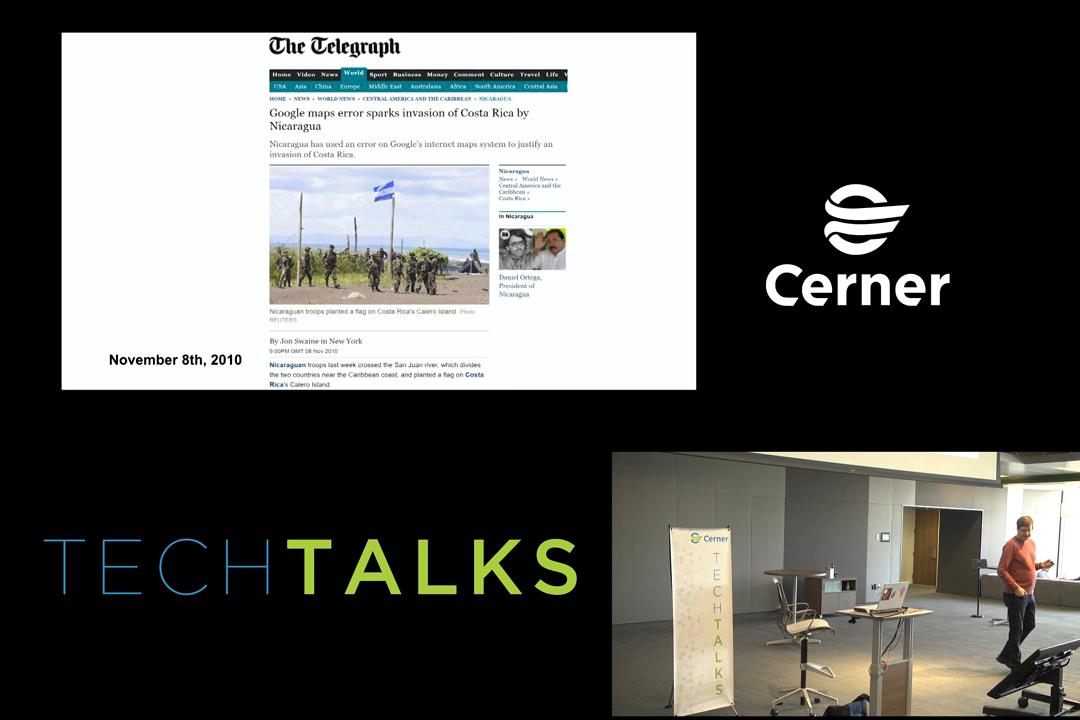 The Telegraph
Home Video News World Sport Business Money Comment Culture Travel Life
USA Asia China Europe Middle East Australasia Africa South America Central Asia
HOME » NEWS » WORLD NEWS » CENTRAL AMERICA AND THE CARIBBEAN » NICARAGUA
Google maps error sparks invasion of Costa Rica by
Nicaragua
Nicaragua has used an error on Google's internet maps system to justify an
invasion of Costa Rica.
Nicaraguan troops planted a flag on Costa Rica's Calero Island Photo:
REUTERS
By Jon Swaine in New York
9:00PM GMT 08 Nov 2010
Nicaraguan troops last week crossed the San Juan river, which divides
the two countries near the Caribbean coast, and planted a flag on Costa
Rica's Calero Island.
Nicaragua
News » World News »
Central America and the
Caribbean »
Costa Rica »
In Nicaragua
Daniel Ortega,
President of
Nicaragua
November 8th, 2010
Cerner
TECHTALKS
Cerner
TECHTALKS